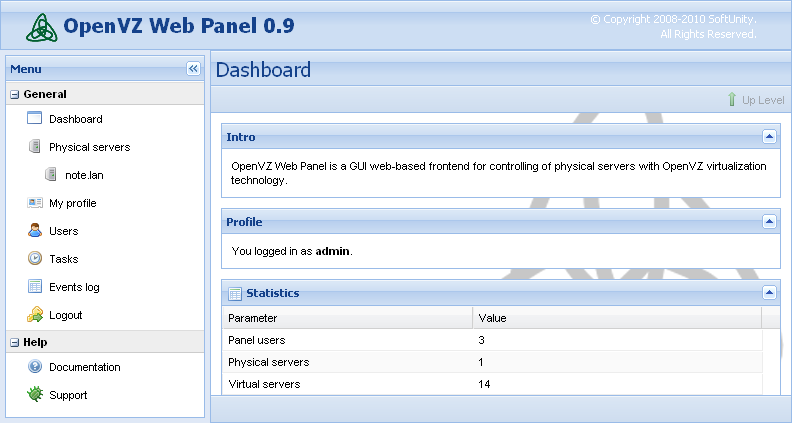 OpenVZ Web Panel 0.9
© Copyright 2008-2010 SoftUnity.
All Rights Reserved.
Menu
General
Dashboard
Physical servers
note.lan
My profile
Users
Tasks
Events log
Logout
Help
Documentation
Support
Dashboard
Up Level
Intro
OpenVZ Web Panel is a GUI web-based frontend for controlling of physical servers with OpenVZ virtualization
technology.
Profile
You logged in as admin.
Statistics
Parameter Value
Panel users 3
Physical servers 1
Virtual servers 14